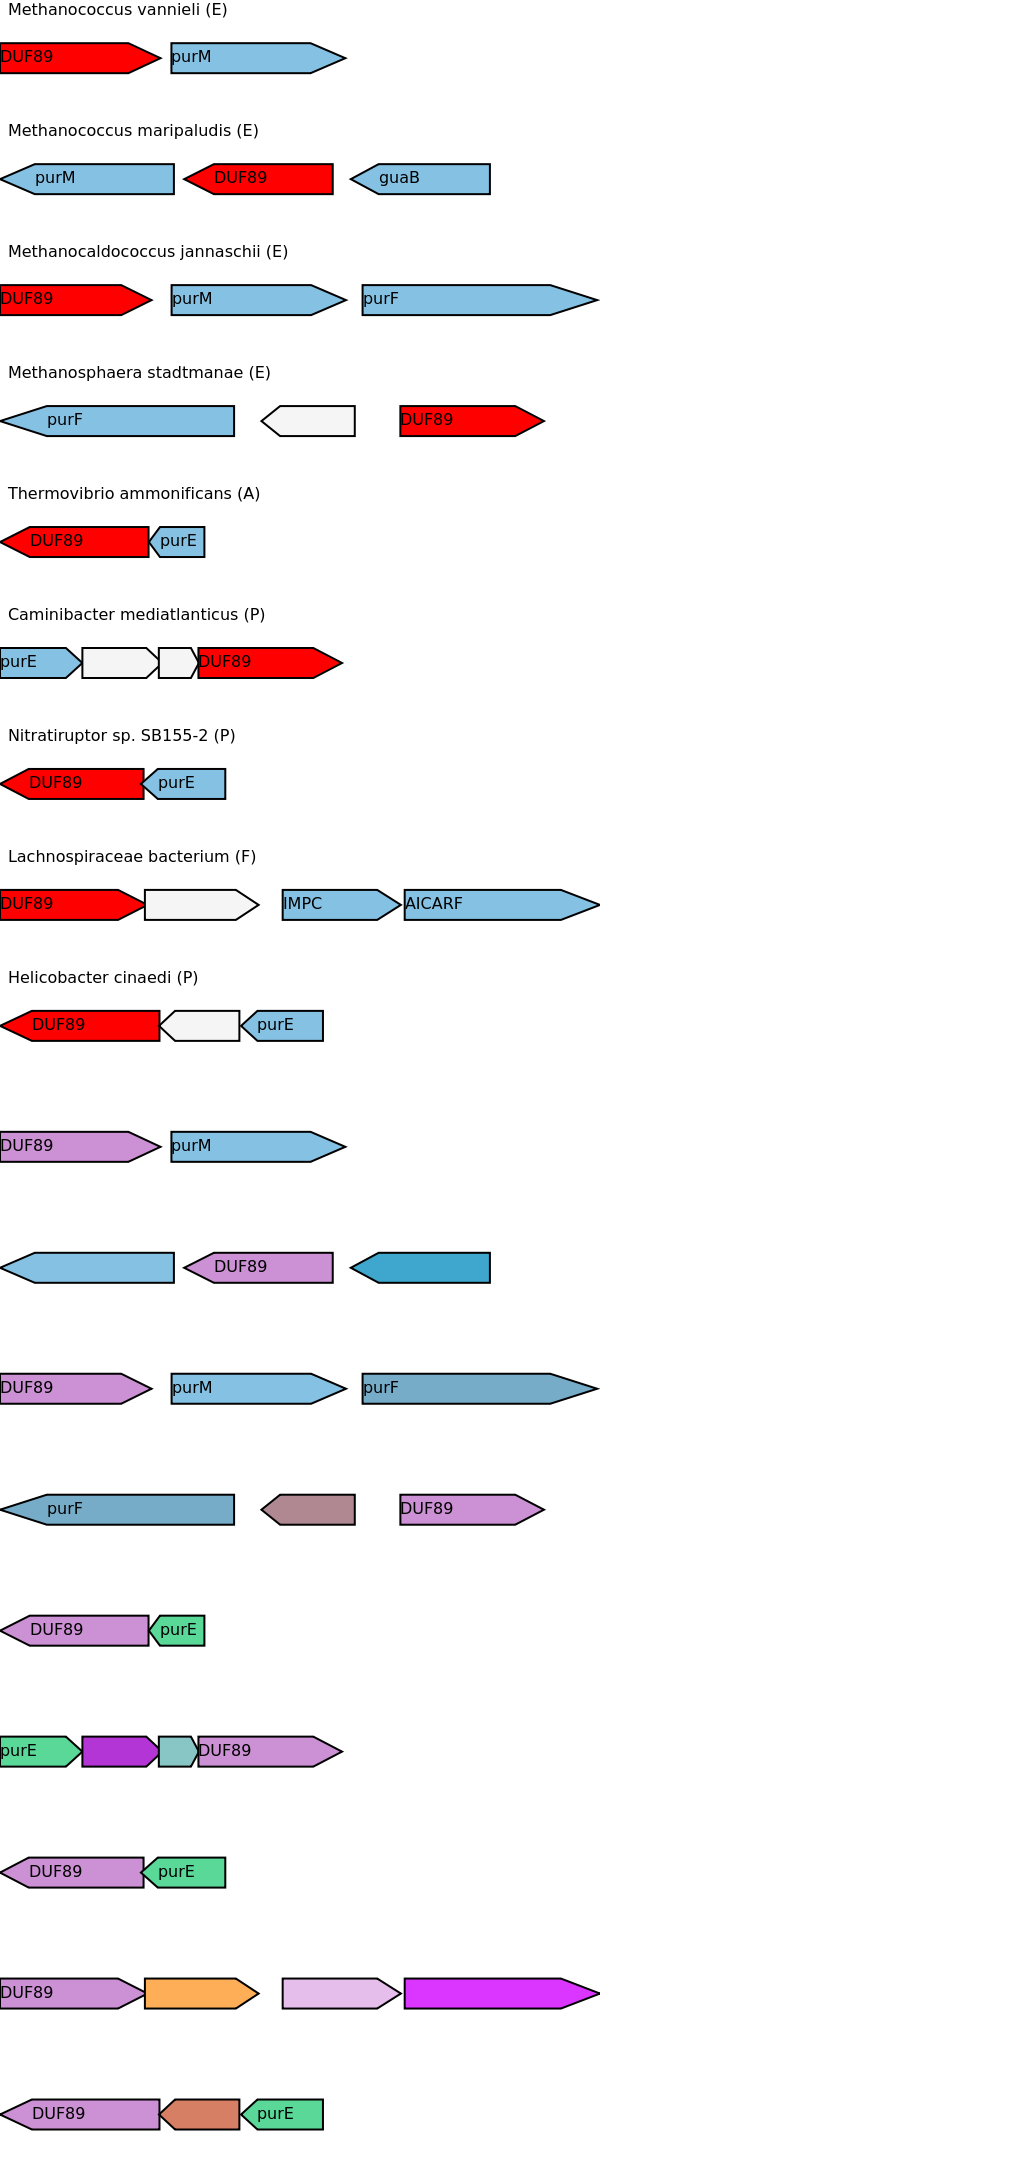 Methanococcus vannieli (E)
DUF89 purM
Methanococcus maripaludis (E)
purM DUF89 guaB
Methanocaldococcus jannaschii (E)
DUF89 purM purF
Methanosphaera stadtmanae (E)
purF DUF89
Thermovibrio ammonificans (A)
DUF89 purE
Caminibacter mediatlanticus (P)
purE DUF89
Nitratiruptor sp. SB155-2 (P)
DUF89 purE
Lachnospiraceae bacterium (F)
DUF89 IMPC AICARF
Helicobacter cinaedi (P)
DUF89 purE
DUF89 purM
DUF89
DUF89 purM purF
purF DUF89
DUF89 purE
purE DUF89
DUF89 purE
DUF89
DUF89 purE